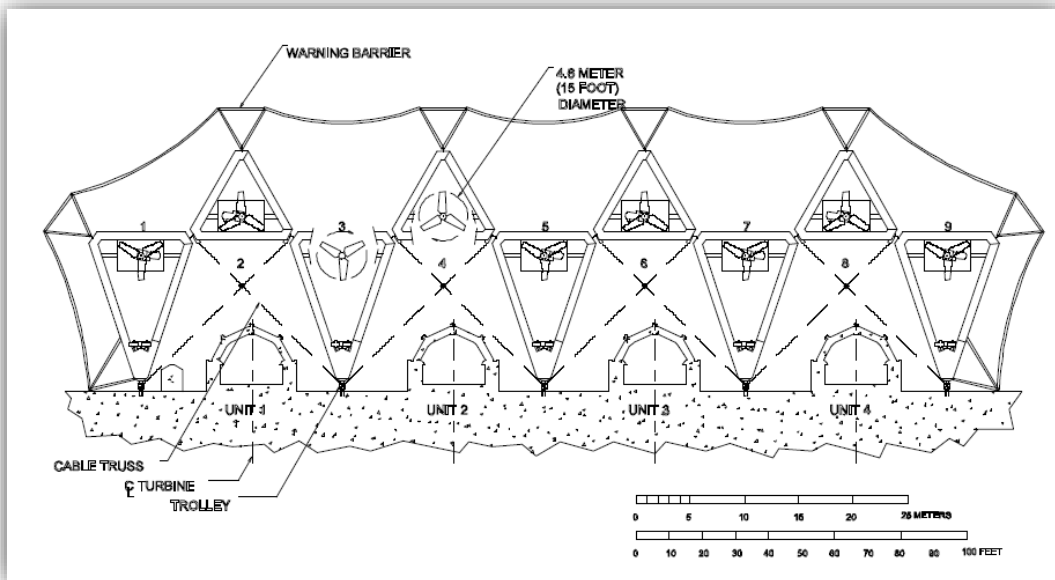 WARNING BARRIER
4.6 METER
(15 FOOT)
DIAMETER
1
3
5
7
9
2
4
6
8
UNIT 1
UNIT 2
UNIT 3
UNIT 4
CABLE TRUSS
℄ TURBINE
TROLLEY
0 5 10 15 20 25 METERS
0 10 20 30 40 50 60 70 80 90 100 FEET